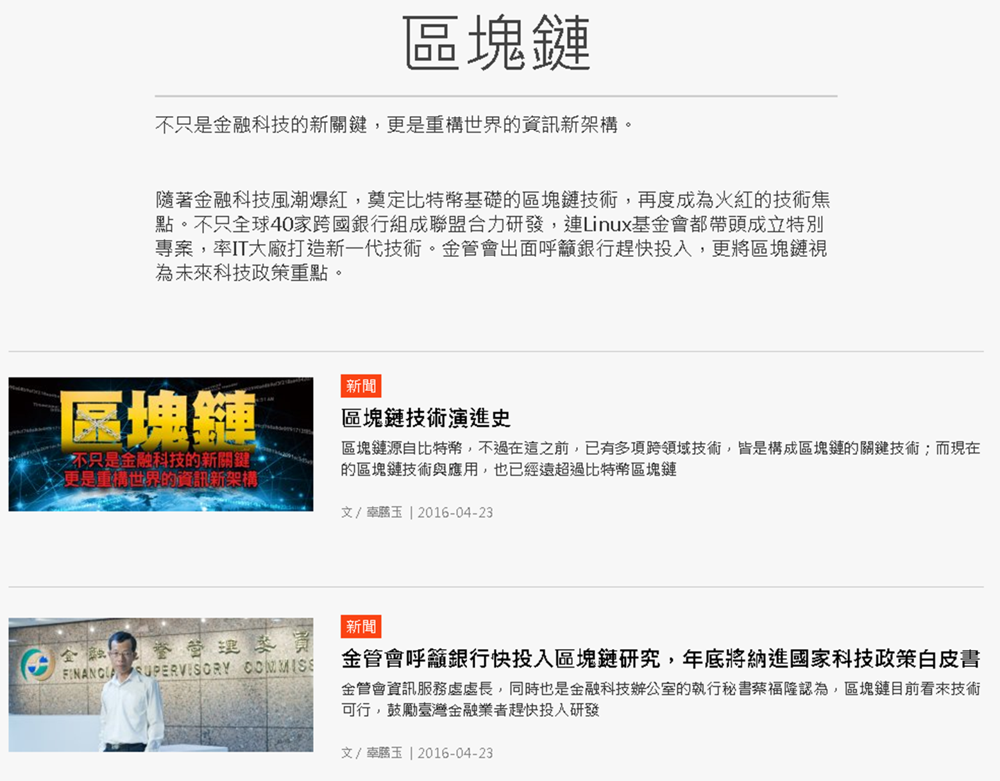 區塊鏈
不只是金融科技的新關鍵，更是重構世界的資訊新架構。
隨著金融科技風潮爆紅，奠定比特幣基礎的區塊鏈技術，再度成為火紅的技術焦
點。不只全球40家跨國銀行組成聯盟合力研發，連Linux基金會都帶頭成立特別
專案，率IT大廠打造新一代技術。金管會出面呼籲銀行趕快投入，更將區塊鏈視
為未來科技政策重點。
區塊鏈
不只是金融科技的新關鍵
更是重構世界的資訊新架構
新聞
區塊鏈技術演進史
區塊鏈源自比特幣，不過在這之前，已有多項跨領域技術，皆是構成區塊鏈的關鍵技術；而現在
的區塊鏈技術與應用，也已經遠超過比特幣區塊鏈
文 / 辜騰玉 | 2016-04-23
金融 督管理委員
FINANCIA SUPERVISORY COMMISS
新聞
金管會呼籲銀行快投入區塊鏈研究，年底將納進國家科技政策白皮書
金管會資訊服務處處長，同時也是金融科技辦公室的執行秘書蔡福隆認為，區塊鏈目前看來技術
可行，鼓勵臺灣金融業者趕快投入研發
文 / 辜騰玉 | 2016-04-23